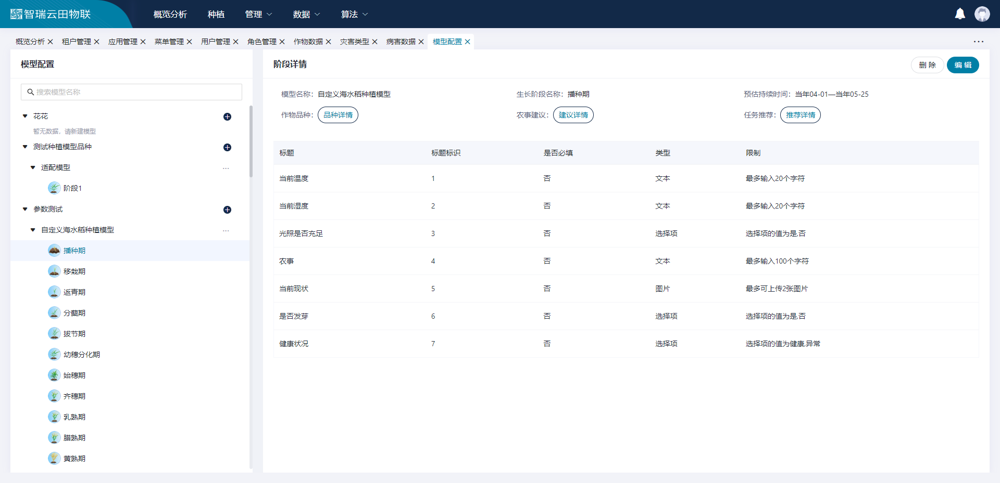 智瑞云田物联
概览分析 种植 管理 数据 算法
概览分析 租户管理 应用管理 菜单管理 用户管理 角色管理 作物数据 灾害类型 病害数据 模型配置
模型配置
搜索模型名称
花花
暂无数据，请新建模型
测试种植模型品种
适配模型
阶段1
参数测试
自定义海水稻种植模型
播种期
移栽期
返青期
分蘖期
拔节期
幼穗分化期
始穗期
齐穗期
乳熟期
腊熟期
黄熟期
阶段详情
删 除 编 辑
模型名称：自定义海水稻种植模型 生长阶段名称：播种期 预估持续时间：当年04-01—当年05-25
作物品种：品种详情 农事建议：建议详情 任务推荐：推荐详情
标题 标题标识 是否必填 类型 限制
当前温度 1 否 文本 最多输入20个字符
当前湿度 2 否 文本 最多输入20个字符
光照是否充足 3 否 选择项 选择项的值为是,否
农事 4 否 文本 最多输入100个字符
当前现状 5 否 图片 最多可上传2张图片
是否发芽 6 否 选择项 选择项的值为是,否
健康状况 7 否 选择项 选择项的值为健康,异常